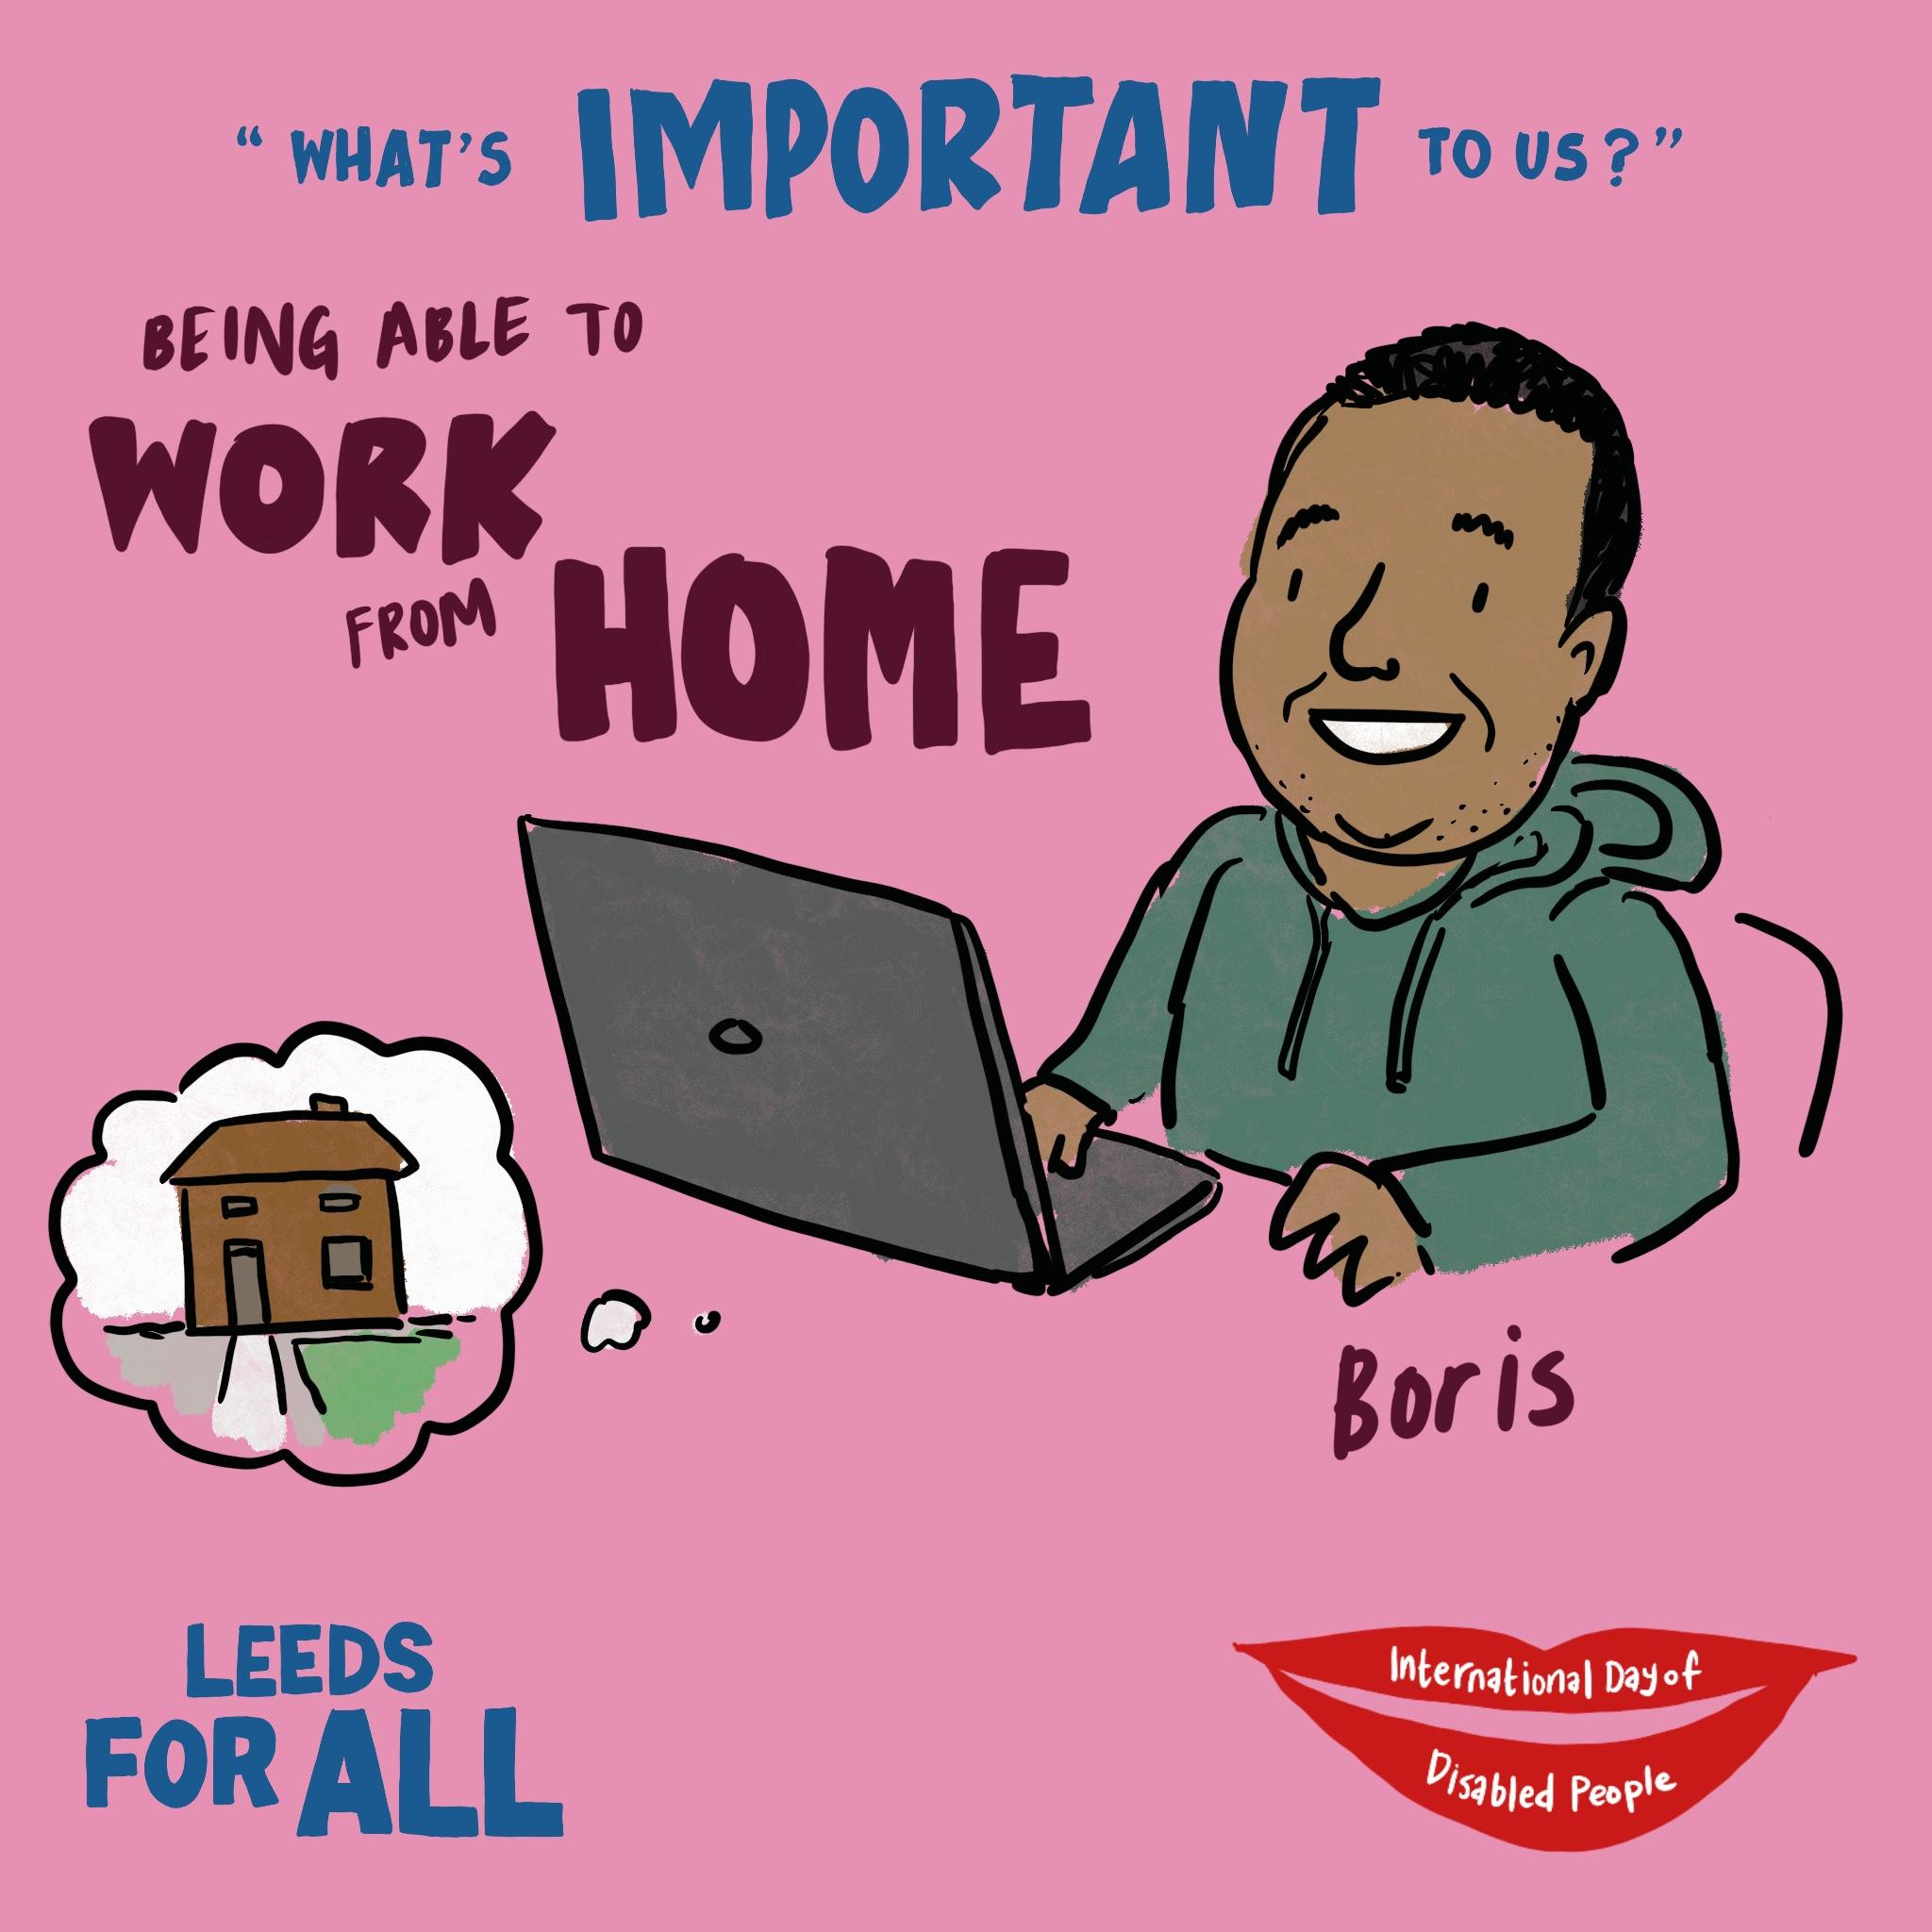 “WHAT’S IMPORTANT TO US?”
BEING ABLE TO
WORK
FROM HOME
Boris
LEEDS
FOR ALL
International Day of
Disabled People